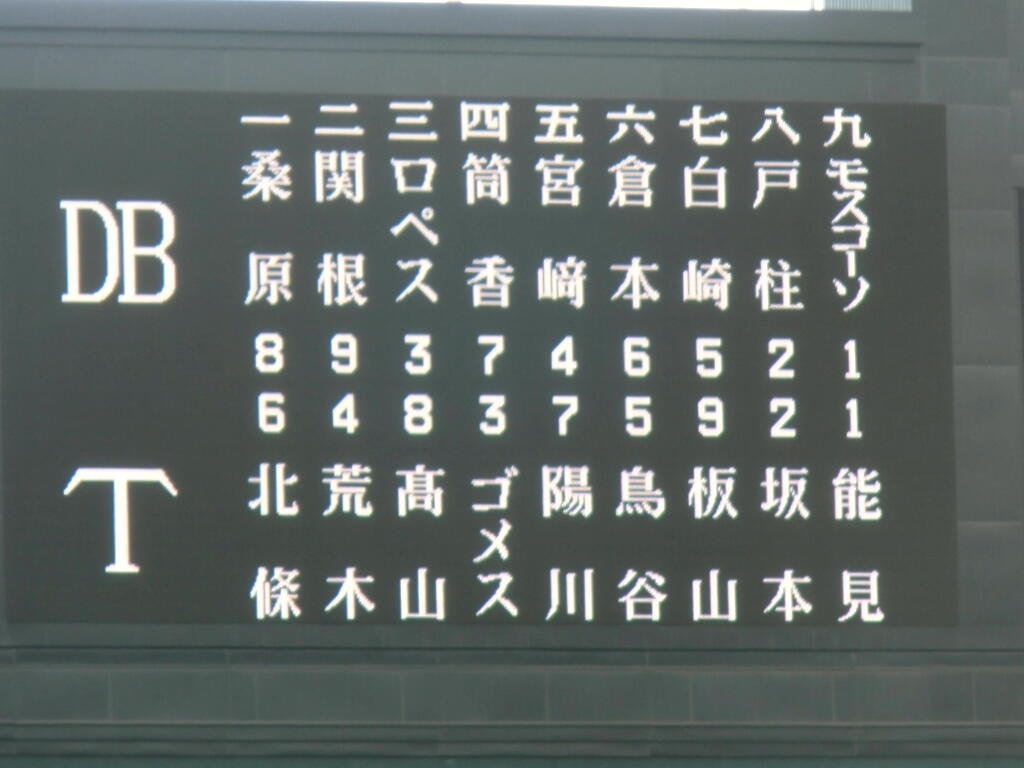 一 二 三 四 五 六 七 八 九
DB 桑原 関根 ロペス 筒香 宮﨑 倉本 白崎 戸柱 モスコーソ
8 9 3 7 4 6 5 2 1
6 4 8 3 7 5 9 2 1
T 北條 荒木 髙山 ゴメス 陽川 鳥谷 板山 坂本 能見